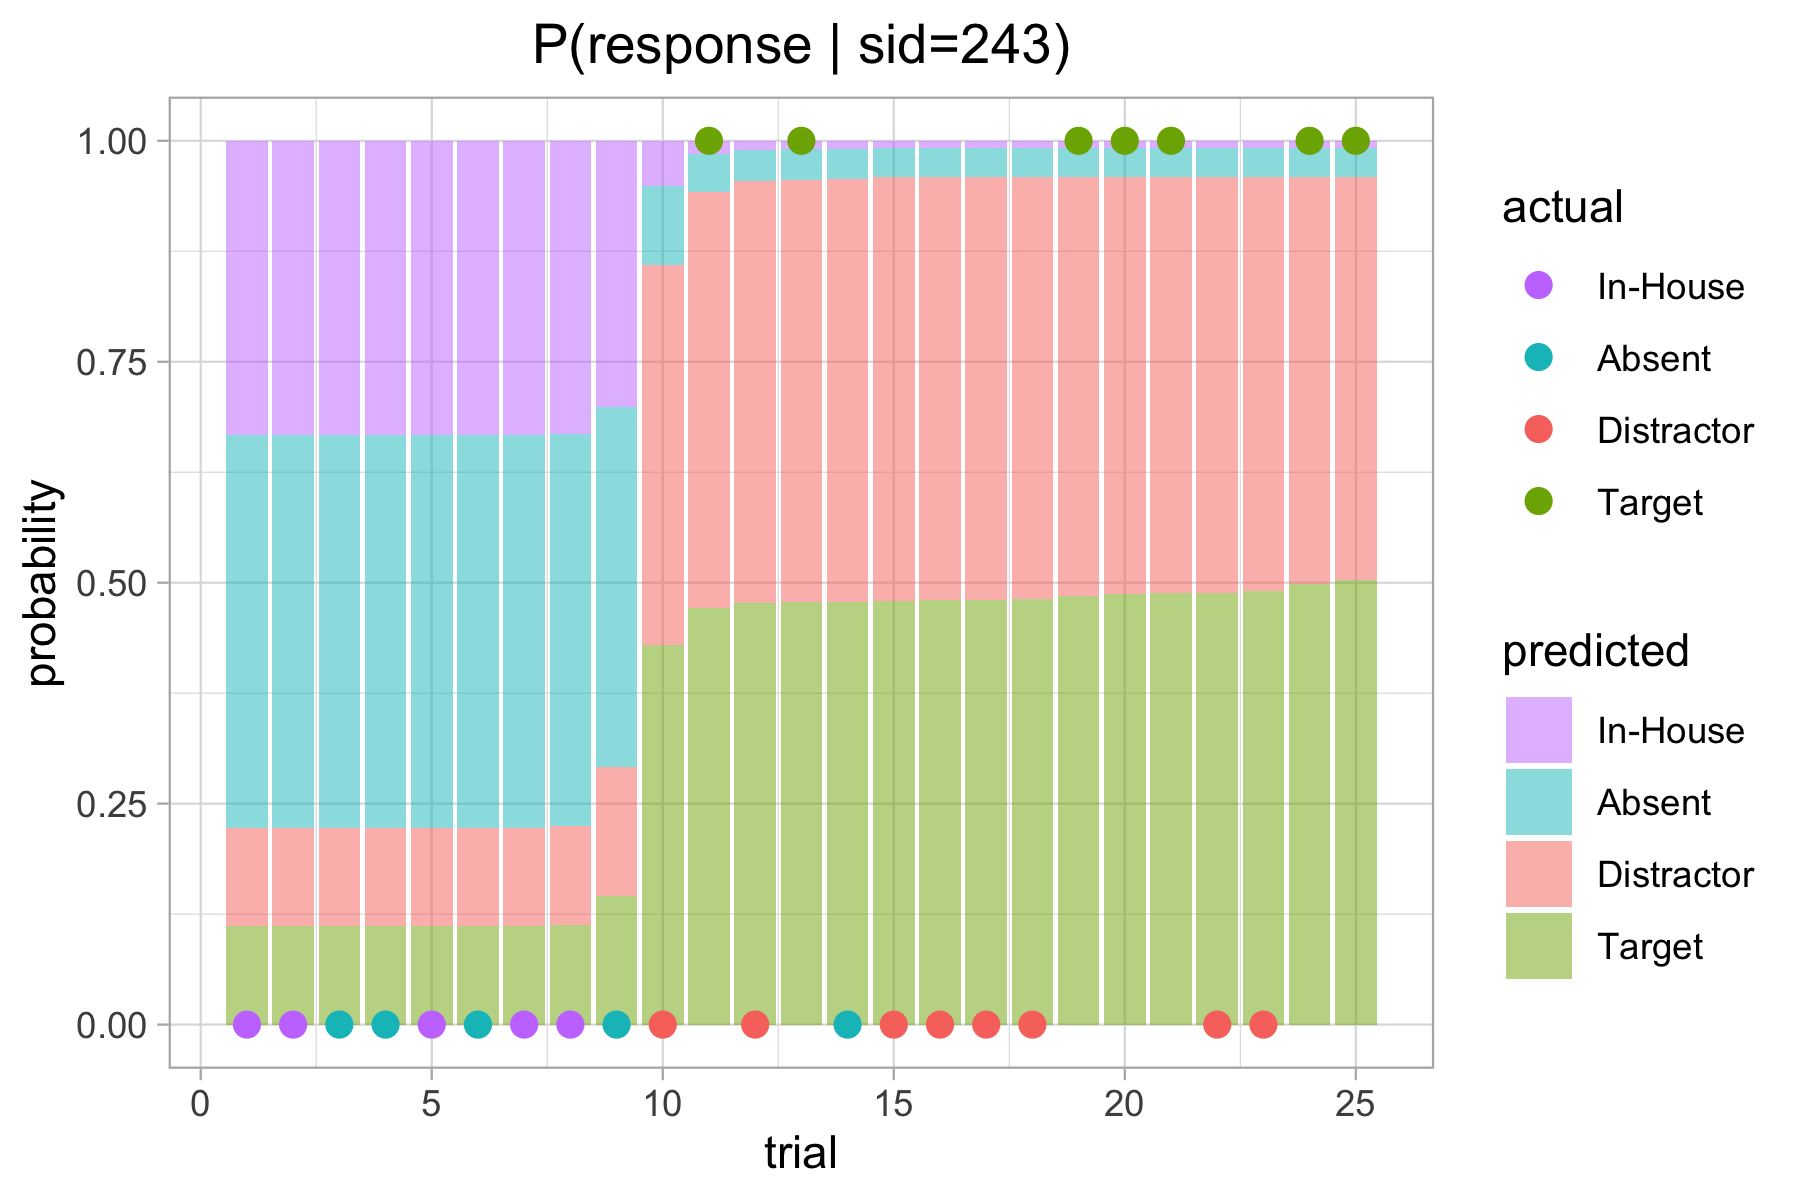 P(response | sid=243)
1.00
0.75
0.50
0.25
0.00
probability
0 5 10 15 20 25
trial
actual
In-House
Absent
Distractor
Target
predicted
In-House
Absent
Distractor
Target